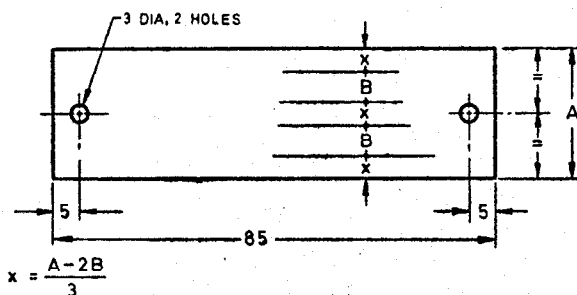 3 DIA, 2 HOLES
x
B
x
B
x
=
=
A
5
5
85
x = A-2B
3